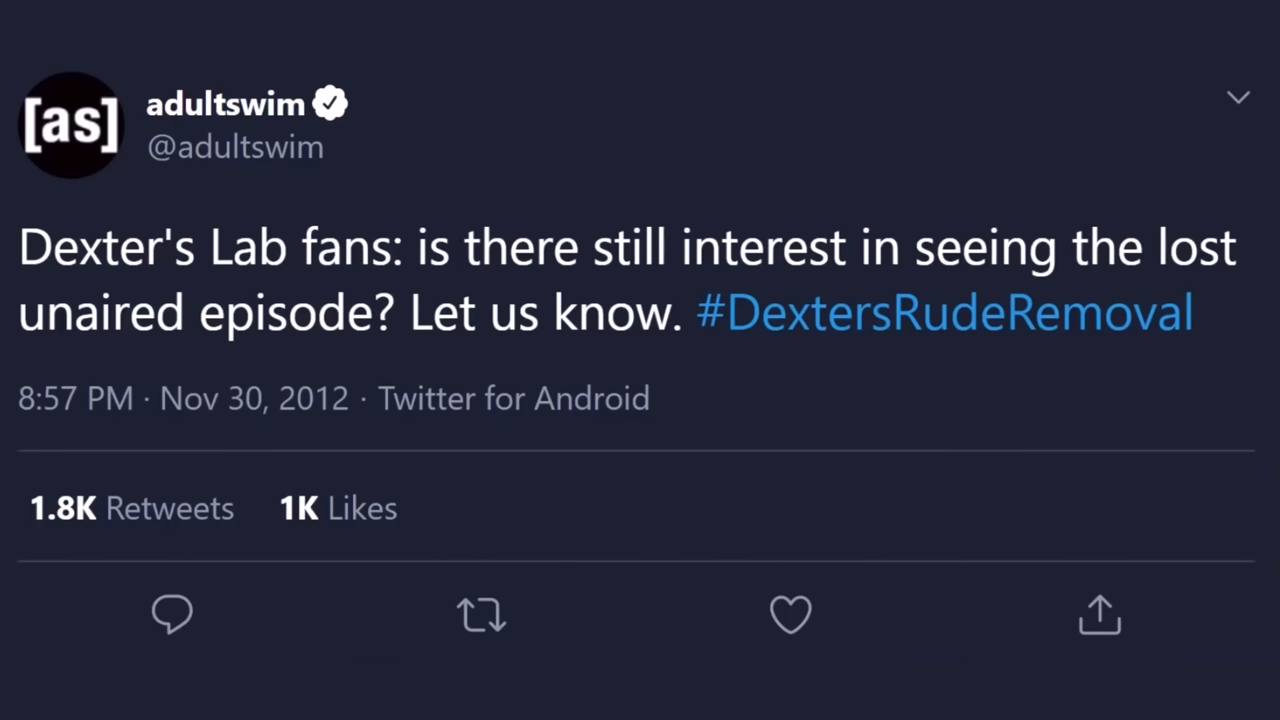 [as]
adultswim
@adultswim
Dexter's Lab fans: is there still interest in seeing the lost
unaired episode? Let us know. #DextersRudeRemoval
8:57 PM · Nov 30, 2012 · Twitter for Android
1.8K Retweets 1K Likes